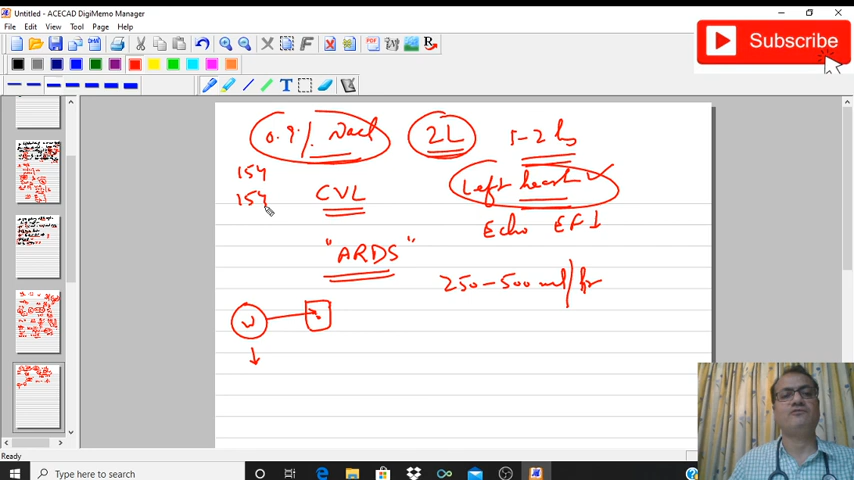 Untitled - ACECAD DigiMemo Manager
File Edit View Tool Page Help
Subscribe
0.9% Nacl 2L 1-2 hs
154
154
CVL
Left heart
Echo EF↓
"ARDS"
250-500 ml/hr
W
↓
Ready
Type here to search